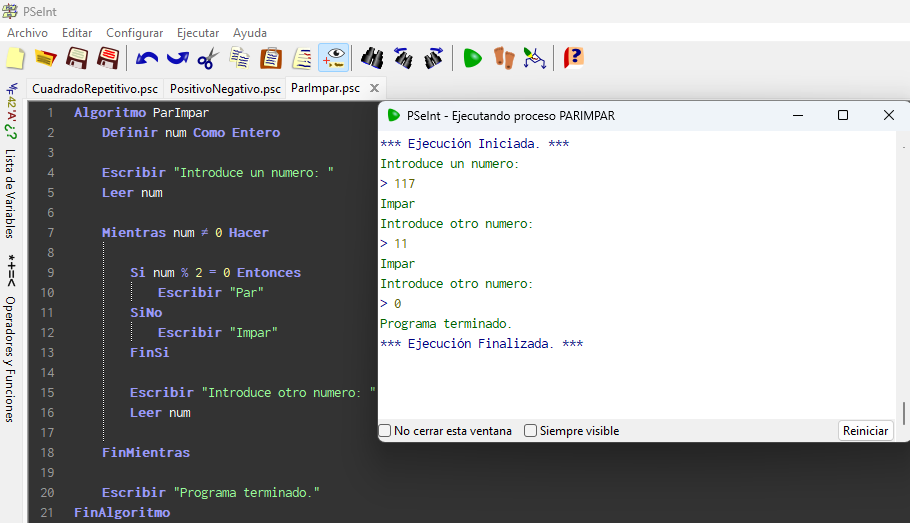 PSeInt
Archivo Editar Configurar Ejecutar Ayuda
CuadradoRepetitivo.psc PositivoNegativo.psc ParImpar.psc
Lista de Variables
*+=<
Operadores y Funciones
1 Algoritmo ParImpar
2 Definir num Como Entero
3
4 Escribir "Introduce un numero: "
5 Leer num
6
7 Mientras num ≠ 0 Hacer
8
9 Si num % 2 = 0 Entonces
10 Escribir "Par"
11 SiNo
12 Escribir "Impar"
13 FinSi
14
15 Escribir "Introduce otro numero: "
16 Leer num
17
18 FinMientras
19
20 Escribir "Programa terminado."
21 FinAlgoritmo
PSeInt - Ejecutando proceso PARIMPAR
*** Ejecución Iniciada. ***
Introduce un numero:
> 117
Impar
Introduce otro numero:
> 11
Impar
Introduce otro numero:
> 0
Programa terminado.
*** Ejecución Finalizada. ***
No cerrar esta ventana Siempre visible Reiniciar